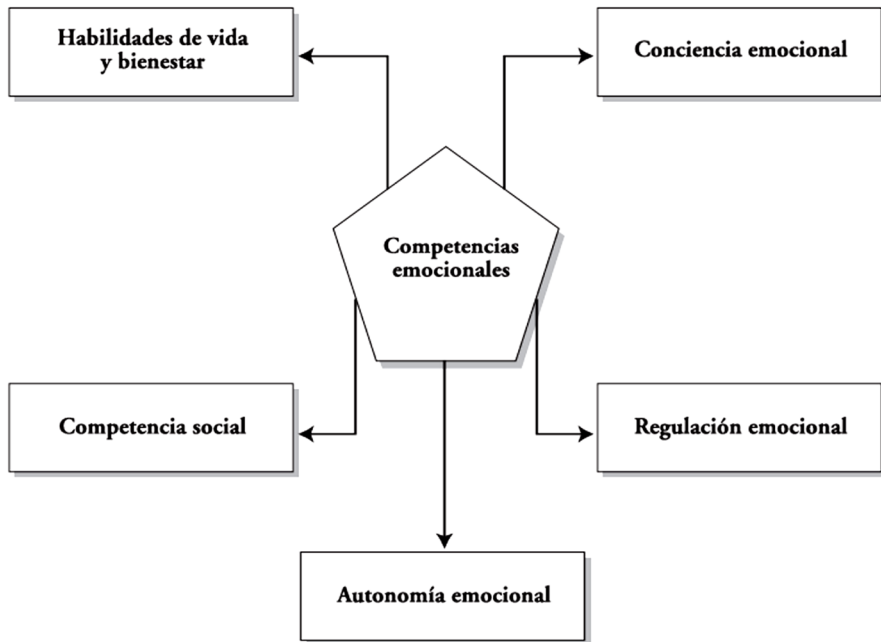 Habilidades de vida
y bienestar
Conciencia emocional
Competencias
emocionales
Competencia social
Regulación emocional
Autonomía emocional